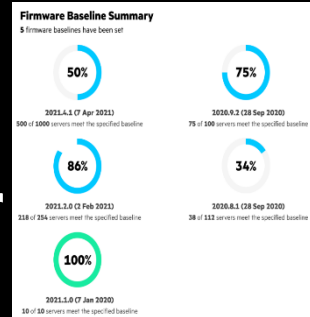 Firmware Baseline Summary
5 firmware baselines have been set
50%
75%
2021.4.1 (7 Apr 2021)
500 of 1000 servers meet the specified baseline
2020.9.2 (28 Sep 2020)
75 of 100 servers meet the specified baseline
86%
34%
2021.2.0 (2 Feb 2021)
218 of 254 servers meet the specified baseline
2020.8.1 (28 Sep 2020)
38 of 112 servers meet the specified baseline
100%
2021.1.0 (7 Jan 2020)
10 of 10 servers meet the specified baseline